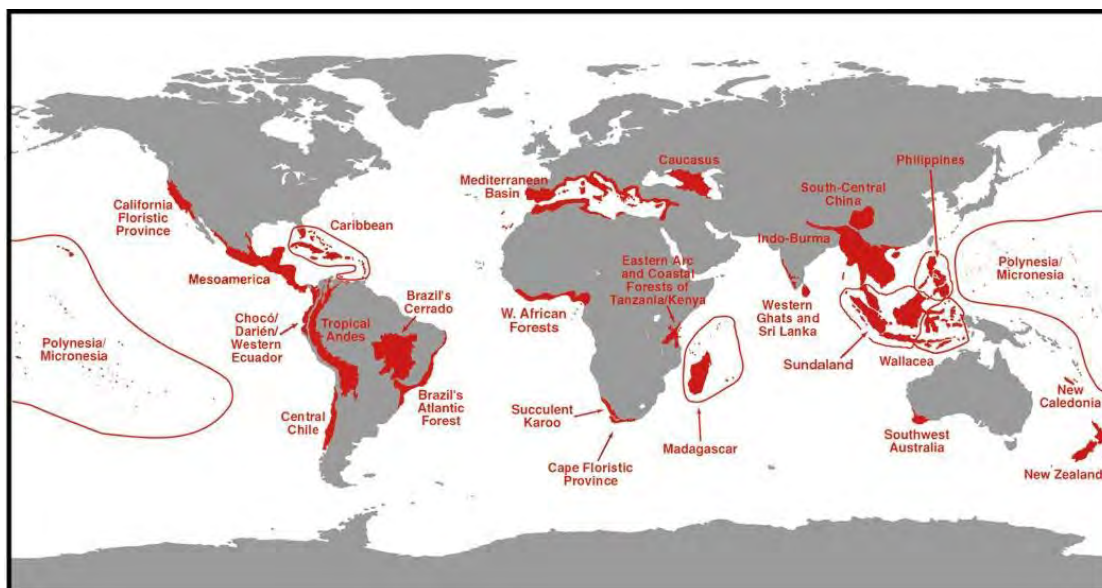 California
Floristic
Province
Caribbean
Mesoamerica
Polynesia/
Micronesia
Chocó/
Darién/
Western
Ecuador
Tropical
Andes
Brazil's
Cerrado
Brazil's
Atlantic
Forest
Central
Chile
Mediterranean
Basin
Caucasus
W. African
Forests
Eastern Arc
and Coastal
Forests of
Tanzania/Kenya
Succulent
Karoo
Cape Floristic
Province
Madagascar
Philippines
South-Central
China
Indo-Burma
Western
Ghats and
Sri Lanka
Sundaland
Wallacea
Polynesia/
Micronesia
New
Caledonia
Southwest
Australia
New Zealand